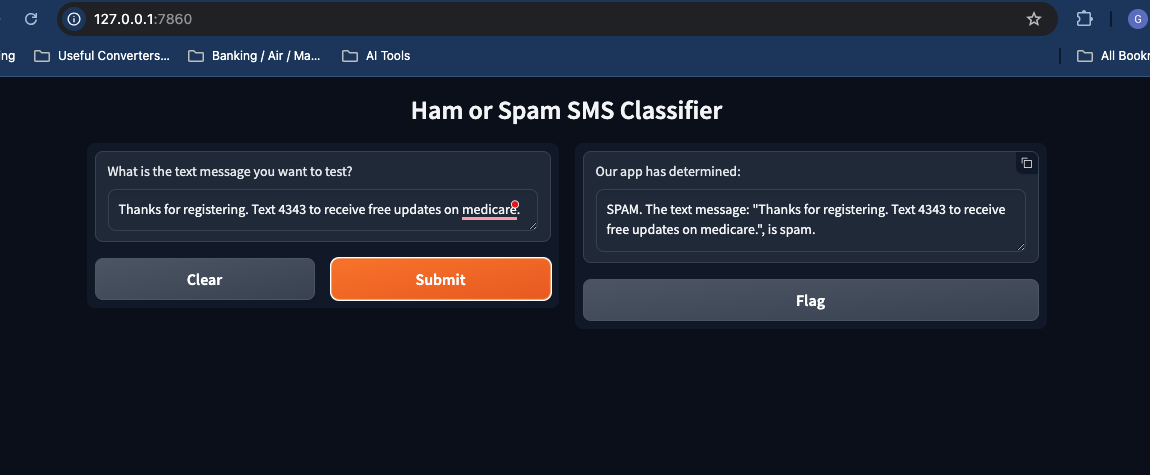 127.0.0.1:7860
G
ing
Useful Converters...
Banking / Air / Ma...
AI Tools
All Bookr
Ham or Spam SMS Classifier
What is the text message you want to test?
Thanks for registering. Text 4343 to receive free updates on medicare.
Clear
Submit
Our app has determined:
SPAM. The text message: "Thanks for registering. Text 4343 to receive
free updates on medicare.", is spam.
Flag